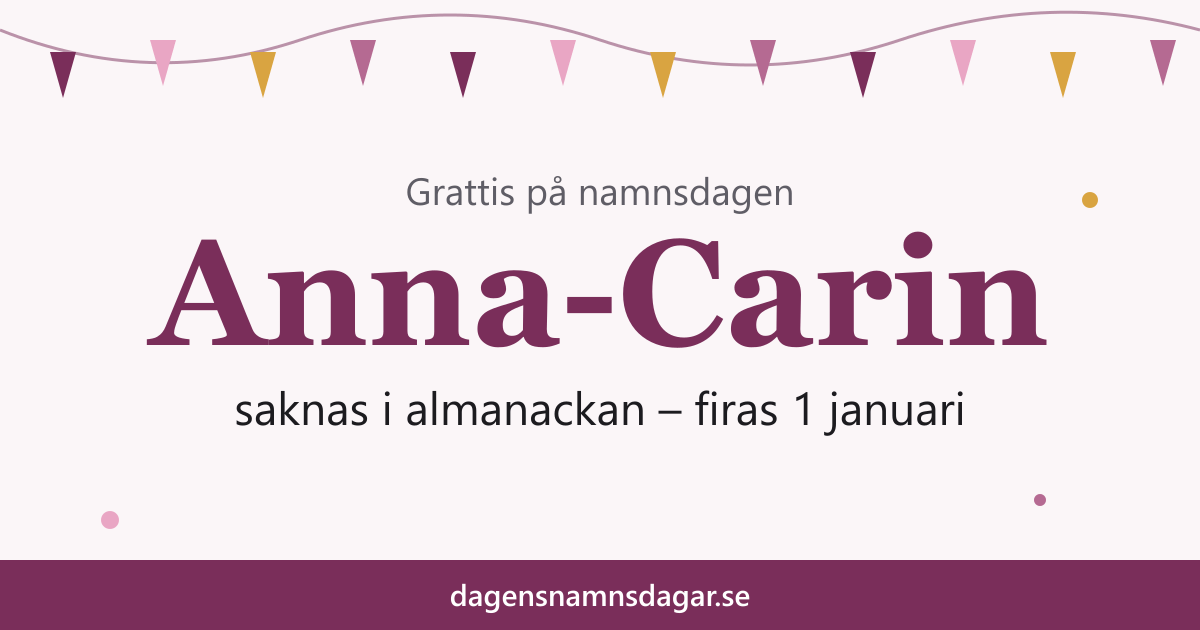 Grattis på namnsdagen
Anna-Carin
saknas i almanackan – firas 1 januari
dagensnamnsdagar.se